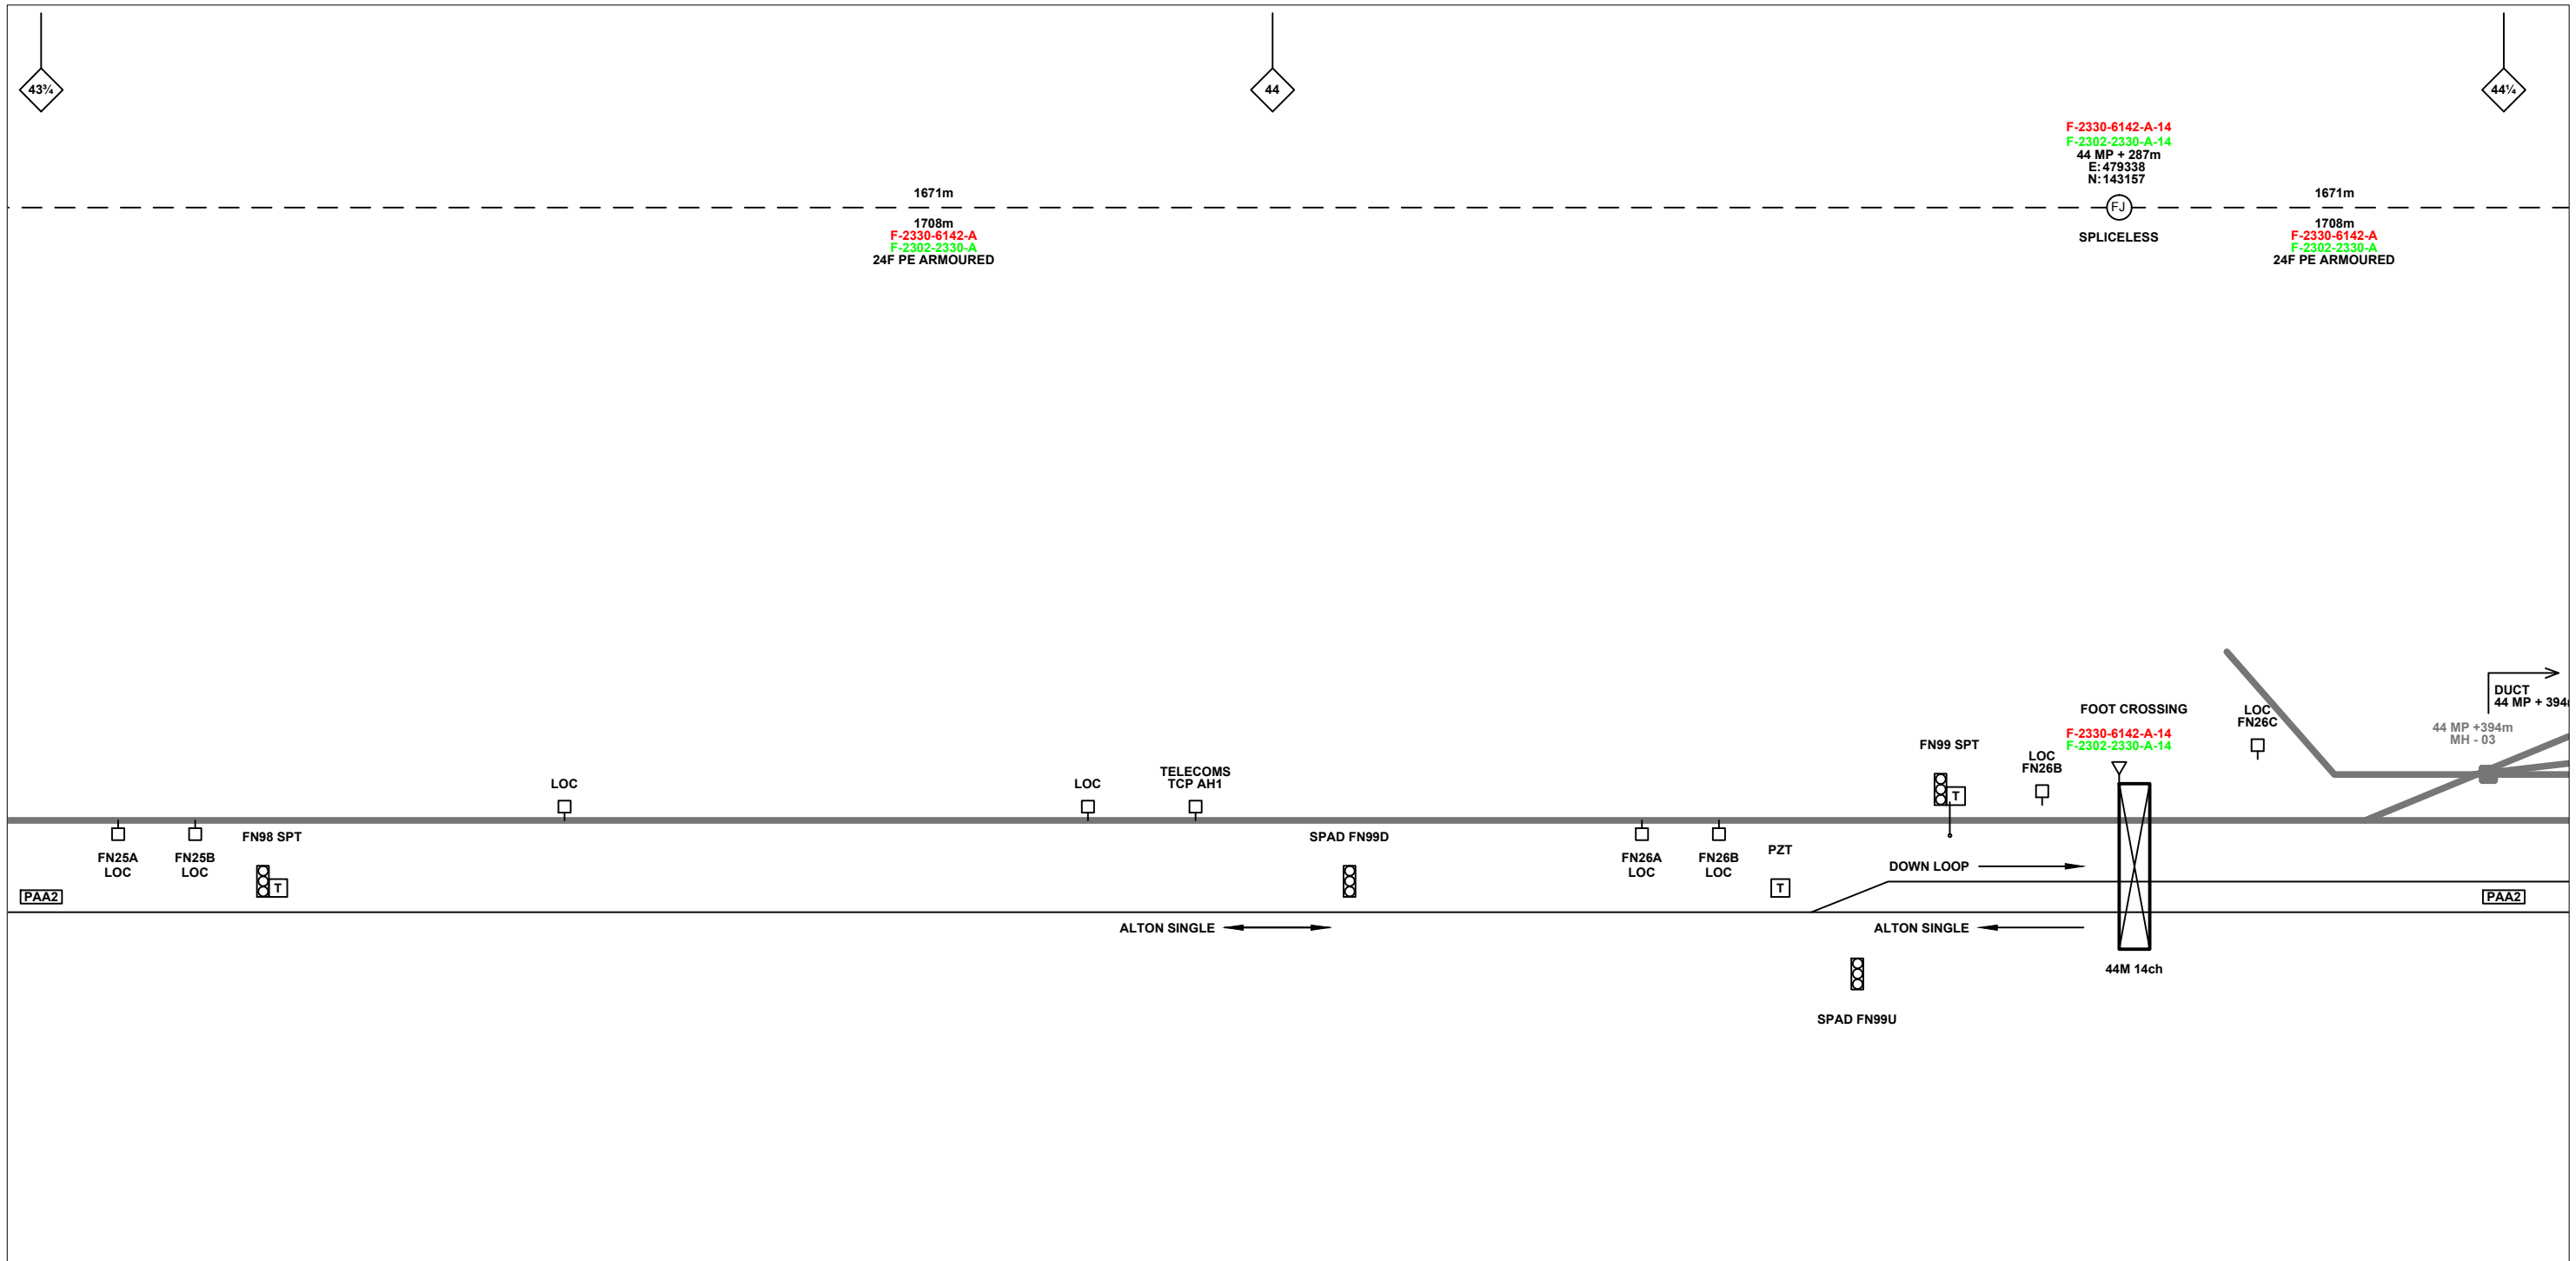 43¾
44
44¼
F-2330-6142-A-14
F-2302-2330-A-14
44 MP + 287m
E:479338
N:143157
1671m
FJ
1671m
1708m
F-2330-6142-A
F-2302-2330-A
24F PE ARMOURED
SPLICELESS
1708m
F-2330-6142-A
F-2302-2330-A
24F PE ARMOURED
DUCT
44 MP + 394
44 MP +394m
MH - 03
FOOT CROSSING
F-2330-6142-A-14
F-2302-2330-A-14
LOC
FN26C
FN99 SPT
T
LOC
FN26B
LOC
LOC
TELECOMS
TCP AH1
FN25A
LOC
FN25B
LOC
FN98 SPT
T
SPAD FN99D
FN26A
LOC
FN26B
LOC
PZT
T
DOWN LOOP
PAA2
PAA2
ALTON SINGLE
ALTON SINGLE
44M 14ch
SPAD FN99U